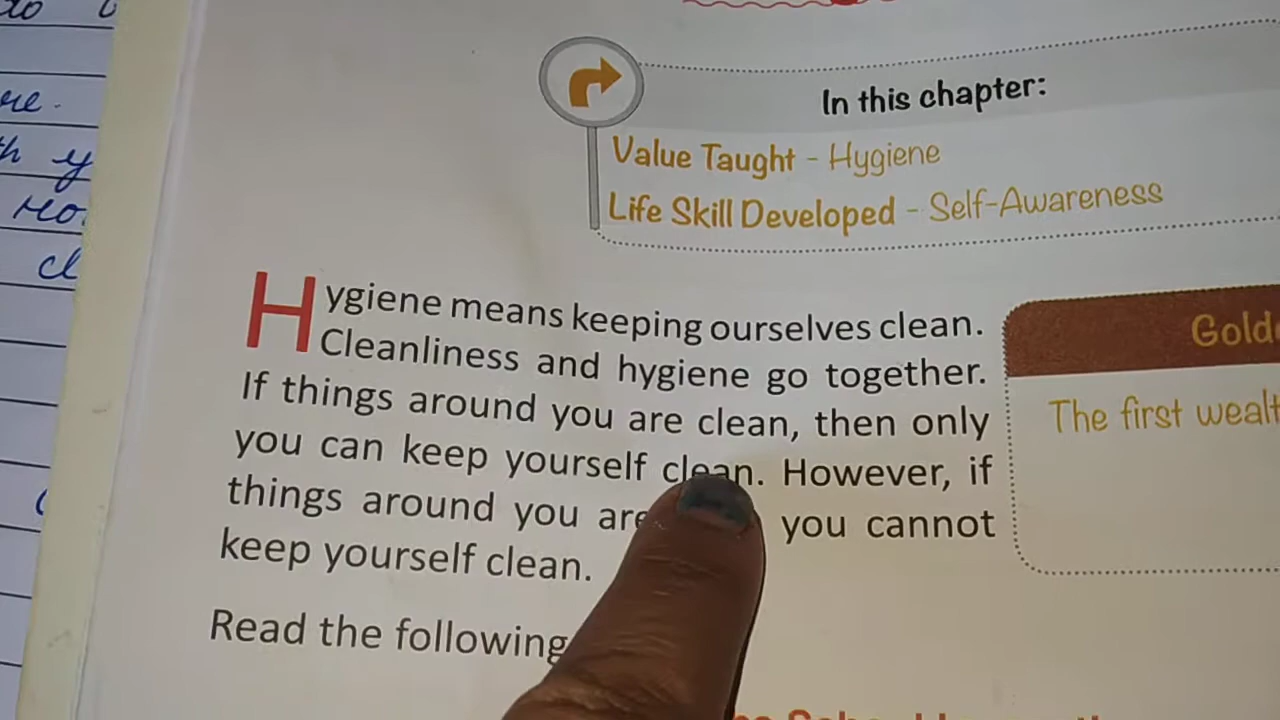 In this chapter:
Value Taught - Hygiene
Life Skill Developed - Self-Awareness
Hygiene means keeping ourselves clean.
Cleanliness and hygiene go together.
If things around you are clean, then only
you can keep yourself clean. However, if
things around you are you cannot
keep yourself clean.
Read the following
The first